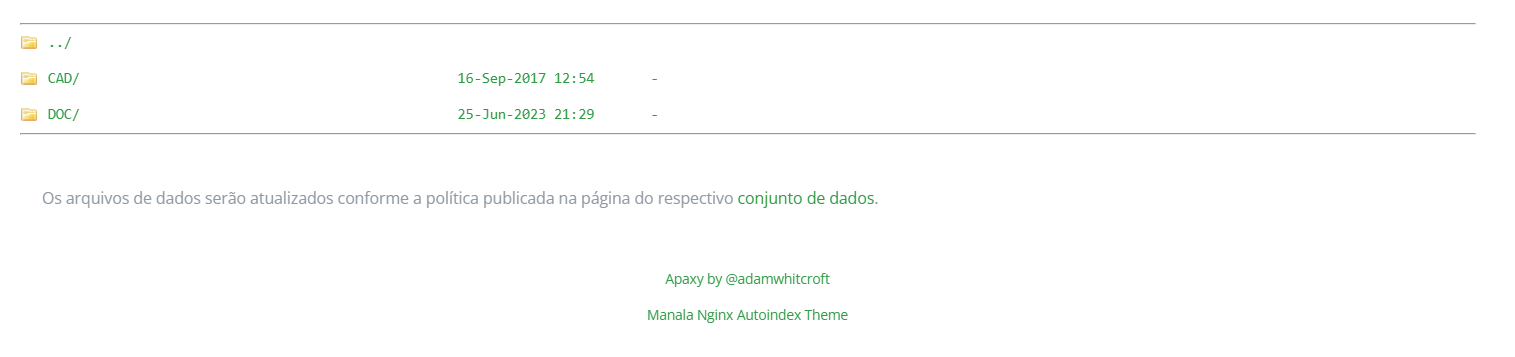 ../
CAD/ 16-Sep-2017 12:54 -
DOC/ 25-Jun-2023 21:29 -
Os arquivos de dados serão atualizados conforme a política publicada na página do respectivo conjunto de dados.
Apaxy by @adamwhitcroft
Manala Nginx Autoindex Theme